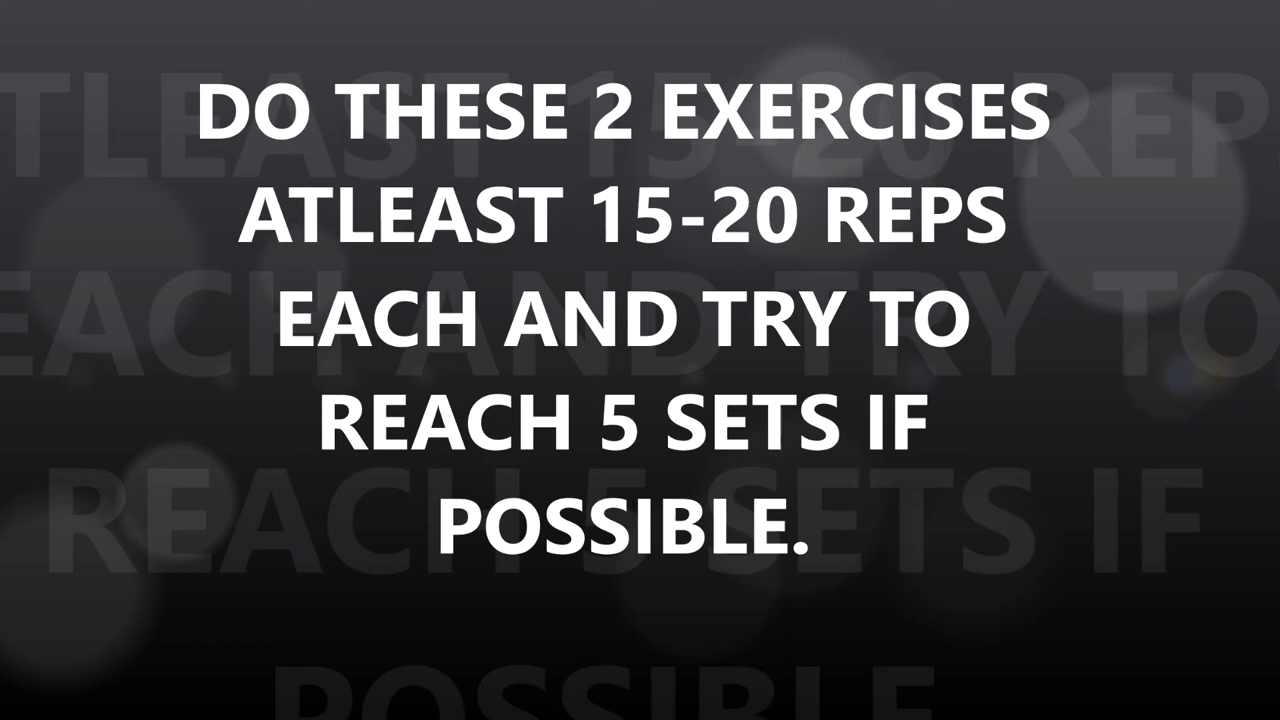 DO THESE 2 EXERCISES
ATLEAST 15-20 REPS
EACH AND TRY TO
REACH 5 SETS IF
POSSIBLE.